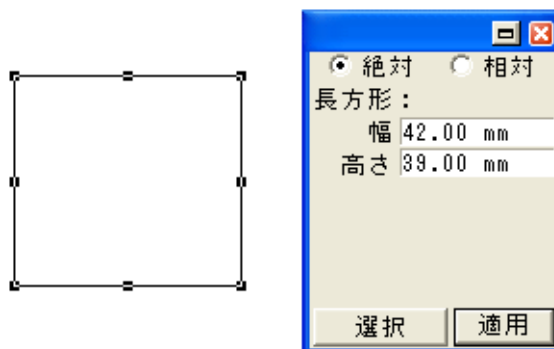 絶対 相対
長方形:
幅 42.00 mm
高さ 39.00 mm
選択 適用